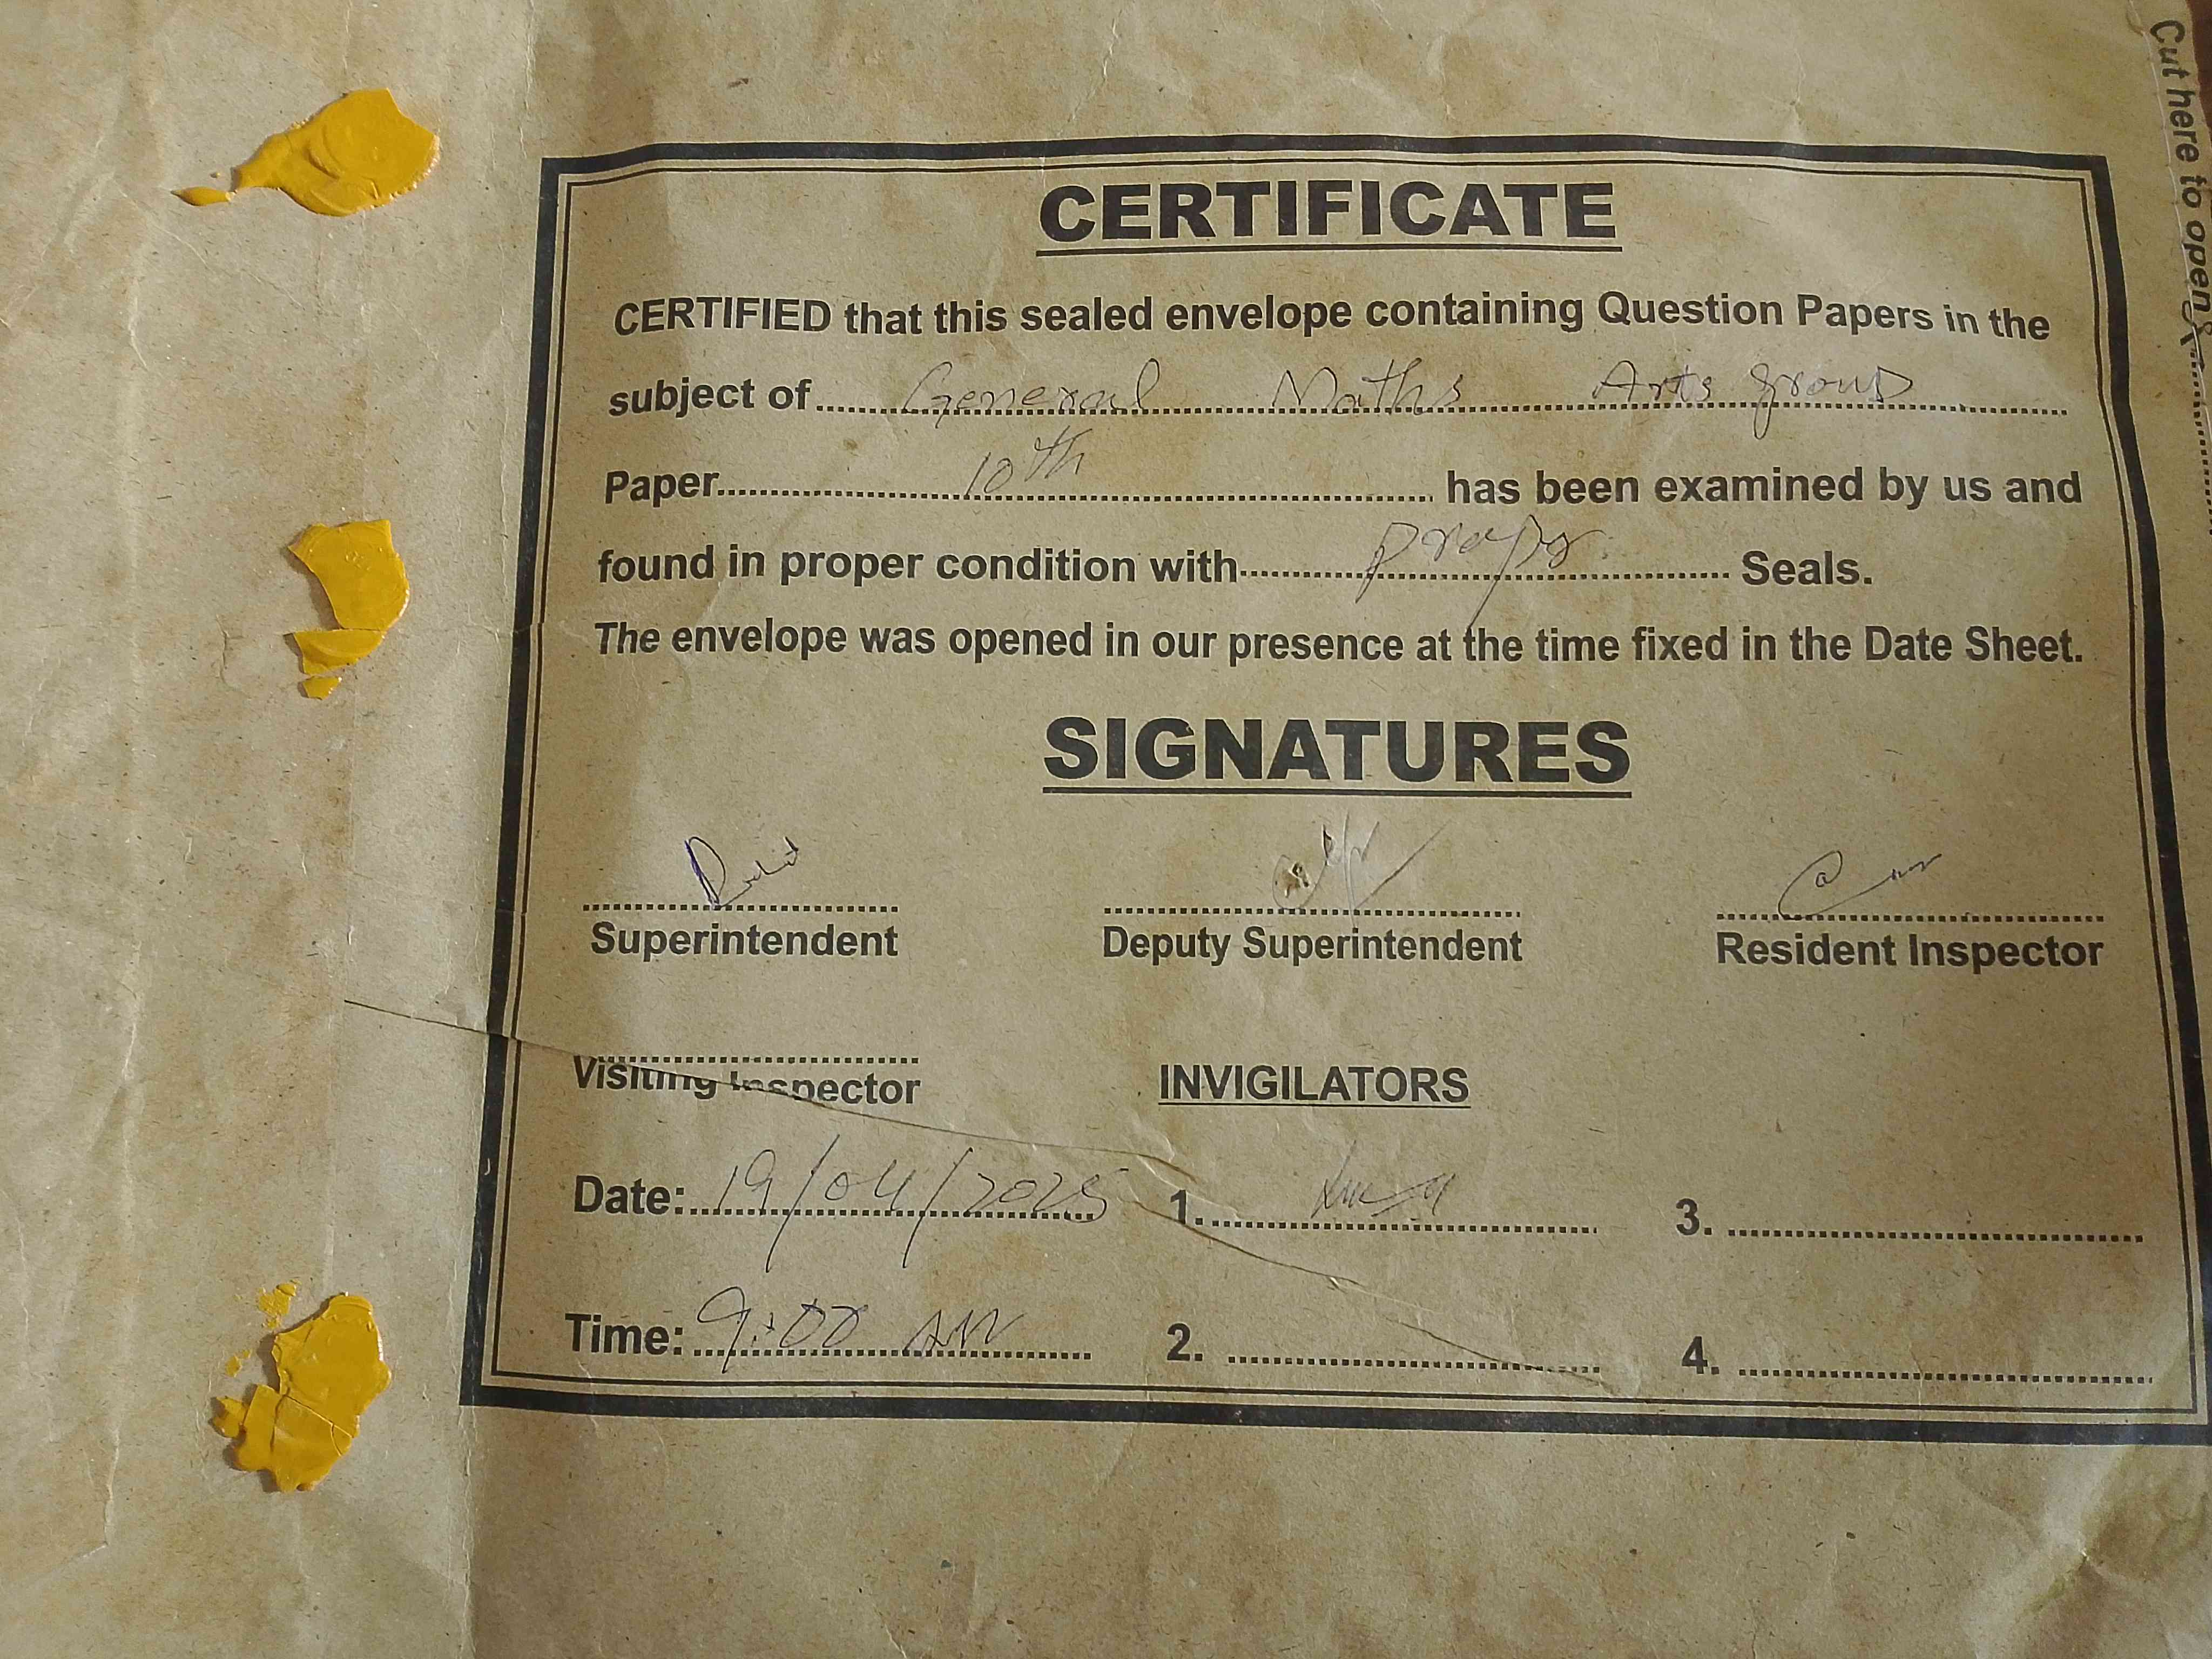 CERTIFICATE
CERTIFIED that this sealed envelope containing Question Papers in the
subject of General Maths Arts group
Paper 10th has been examined by us and
found in proper condition with proper Seals.
The envelope was opened in our presence at the time fixed in the Date Sheet.
SIGNATURES
Superintendent Deputy Superintendent Resident Inspector
Visiting Inspector INVIGILATORS
Date: 19/04/2025 1. 3.
Time: 9:00 AM 2. 4.
Cut here to open